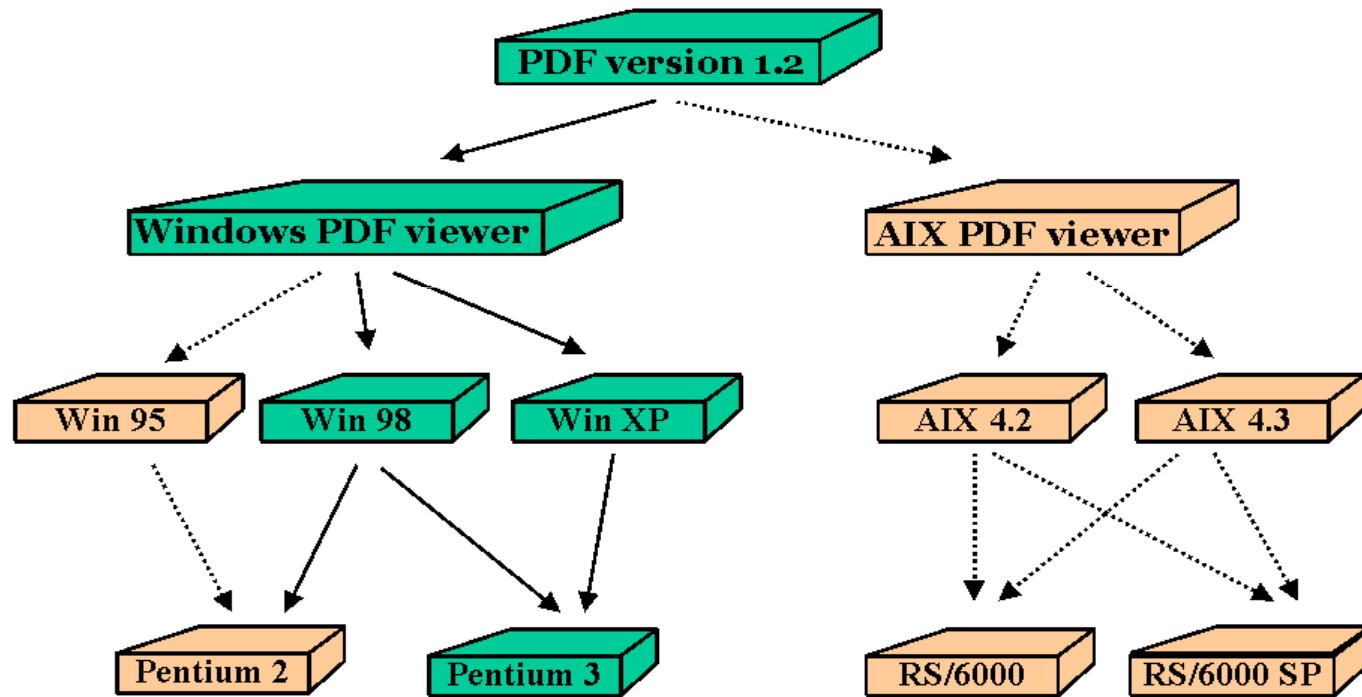 PDF version 1.2
Windows PDF viewer
AIX PDF viewer
Win 95
Win 98
Win XP
AIX 4.2
AIX 4.3
Pentium 2
Pentium 3
RS/6000
RS/6000 SP